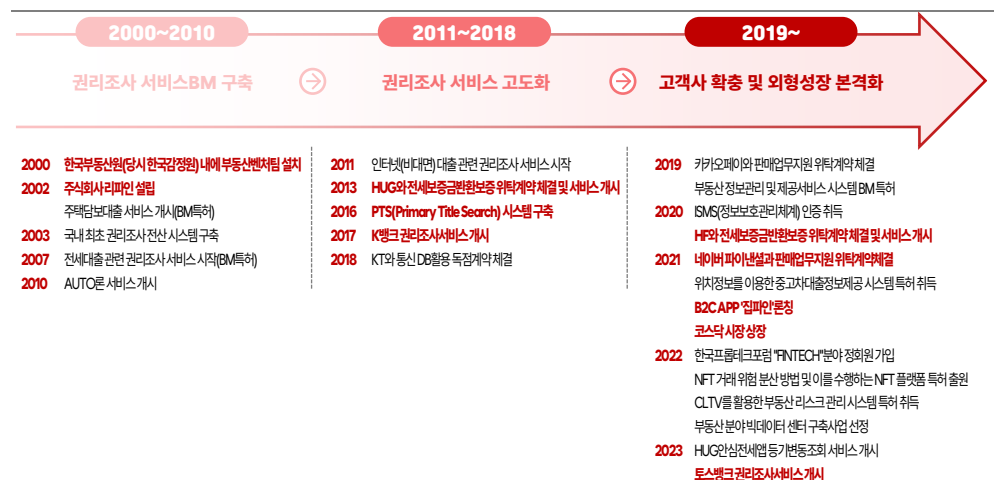 2000~2010
2011~2018
2019~
권리조사 서비스BM 구축
권리조사 서비스 고도화
고객사 확충 및 외형성장 본격화
2000 한국부동산원(당시 한국감정원) 내에 부동산벤처팀 설치
2002 주식회사 리파인 설립
주택담보대출 서비스 개시(BM특허)
2003 국내 최초 권리조사 전산 시스템 구축
2007 전세대출 관련 권리조사 서비스 시작(BM특허)
2010 AUTO론 서비스 개시
2011 인터넷(비대면) 대출 관련 권리조사 서비스 시작
2013 HUG와 전세보증금반환보증 위탁계약 체결 및 서비스 개시
2016 PTS(Primary Title Search) 시스템 구축
2017 K뱅크 권리조사서비스 개시
2018 KT와 통신 DB활용 독점계약 체결
2019 카카오페이와 판매업무지원 위탁계약 체결
부동산 정보관리 및 제공서비스 시스템 BM 특허
2020 ISMS(정보보호관리체계) 인증 취득
HF와 전세보증금반환보증 위탁계약 체결 및 서비스 개시
2021 네이버 파이낸셜과 판매업무지원 위탁계약체결
위치정보를 이용한 중고차대출정보제공 시스템 특허 취득
B2C APP '집파인' 론칭
코스닥 시장 상장
2022 한국프롭테크포럼 "FINTECH"분야 정회원 가입
NFT 거래 위험 분산 방법 및 이를 수행하는 NFT 플랫폼 특허 출원
CLTV를 활용한 부동산 리스크 관리 시스템 특허 취득
부동산 분야 빅데이터 센터 구축사업 선정
2023 HUG안심전세앱 등기변동조회 서비스 개시
토스뱅크 권리조사서비스 개시